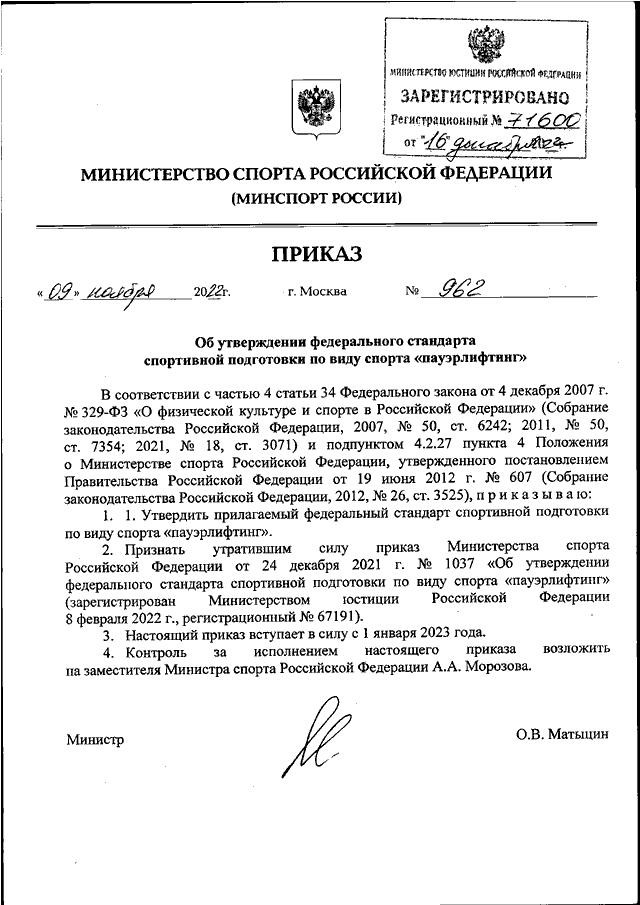 МИНИСТЕРСТВО ЮСТИЦИИ РОССИЙСКОЙ ФЕДЕРАЦИИ
ЗАРЕГИСТРИРОВАНО
Регистрационный № 71600
от "16" декабря 2022г.
МИНИСТЕРСТВО СПОРТА РОССИЙСКОЙ ФЕДЕРАЦИИ
(МИНСПОРТ РОССИИ)
ПРИКАЗ
«09» ноября 2022г. г. Москва № 962
Об утверждении федерального стандарта
спортивной подготовки по виду спорта «пауэрлифтинг»
В соответствии с частью 4 статьи 34 Федерального закона от 4 декабря 2007 г.
№ 329-ФЗ «О физической культуре и спорте в Российской Федерации» (Собрание
законодательства Российской Федерации, 2007, № 50, ст. 6242; 2011, № 50,
ст. 7354; 2021, № 18, ст. 3071) и подпунктом 4.2.27 пункта 4 Положения
о Министерстве спорта Российской Федерации, утвержденного постановлением
Правительства Российской Федерации от 19 июня 2012 г. № 607 (Собрание
законодательства Российской Федерации, 2012, № 26, ст. 3525), п р и к а з ы в а ю:
1. 1. Утвердить прилагаемый федеральный стандарт спортивной подготовки
по виду спорта «пауэрлифтинг».
2. Признать утратившим силу приказ Министерства спорта
Российской Федерации от 24 декабря 2021 г. № 1037 «Об утверждении
федерального стандарта спортивной подготовки по виду спорта «пауэрлифтинг»
(зарегистрирован Министерством юстиции Российской Федерации
8 февраля 2022 г., регистрационный № 67191).
3. Настоящий приказ вступает в силу с 1 января 2023 года.
4. Контроль за исполнением настоящего приказа возложить
на заместителя Министра спорта Российской Федерации А.А. Морозова.
Министр О.В. Матыцин